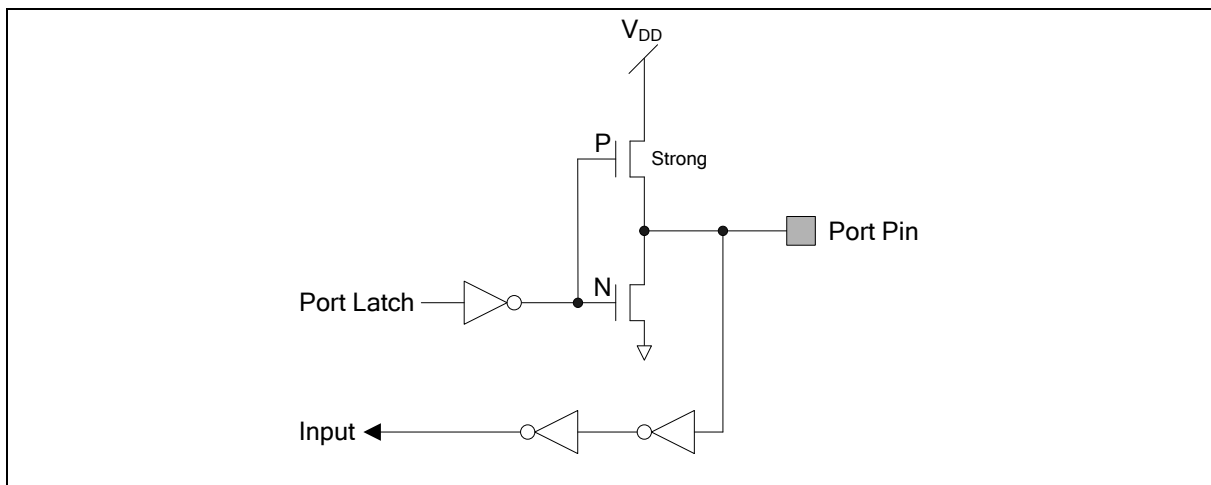 VDD
P
Strong
Port Pin
N
Port Latch
Input